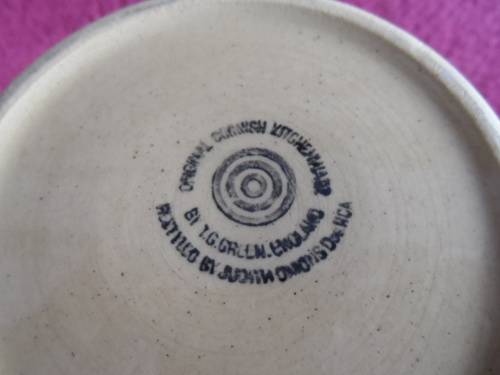 ORIGINAL CORNISH KITCHENWARE
BY T.G.GREEN.ENGLAND
RESTYLED BY JUDITH ONIONS Des RCA